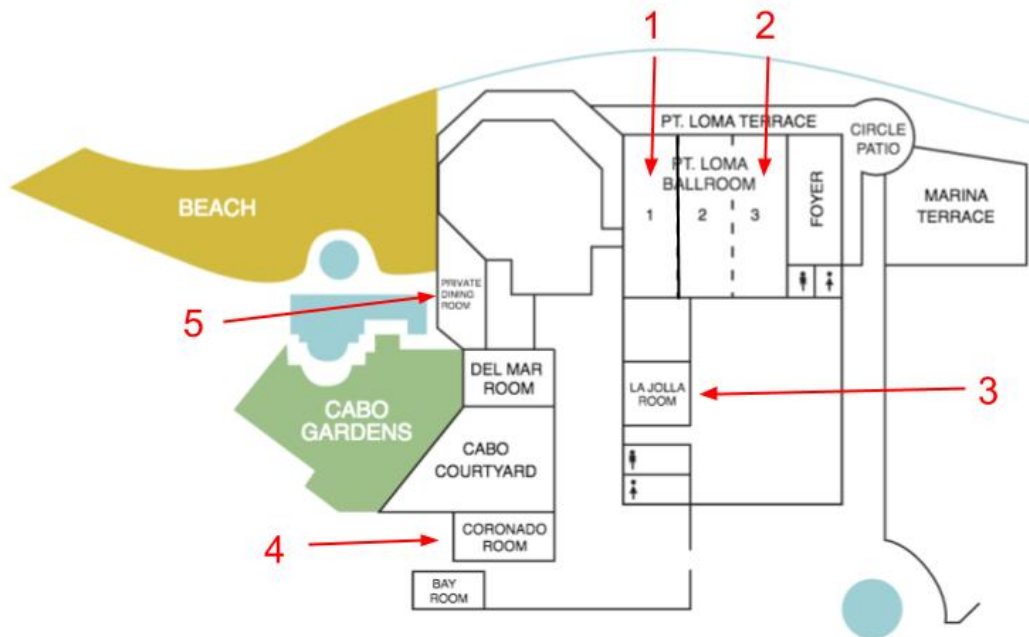 1
2
PT. LOMA TERRACE
CIRCLE
PATIO
PT. LOMA
BALLROOM
1
2
3
FOYER
MARINA
TERRACE
BEACH
PRIVATE
DINING
ROOM
5
DEL MAR
ROOM
LA JOLLA
ROOM
3
CABO
GARDENS
CABO
COURTYARD
4
CORONADO
ROOM
BAY
ROOM